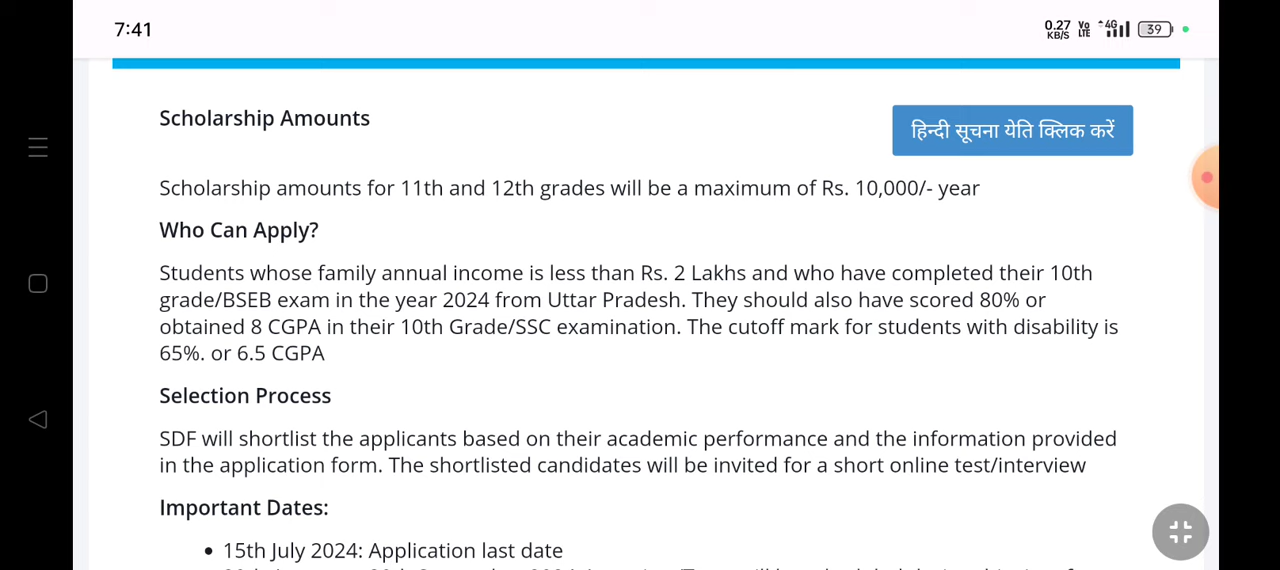 7:41
0.27 KB/S Vo LTE 4G 39
Scholarship Amounts
हिन्दी सूचना येति क्लिक करें
Scholarship amounts for 11th and 12th grades will be a maximum of Rs. 10,000/- year
Who Can Apply?
Students whose family annual income is less than Rs. 2 Lakhs and who have completed their 10th
grade/BSEB exam in the year 2024 from Uttar Pradesh. They should also have scored 80% or
obtained 8 CGPA in their 10th Grade/SSC examination. The cutoff mark for students with disability is
65%. or 6.5 CGPA
Selection Process
SDF will shortlist the applicants based on their academic performance and the information provided
in the application form. The shortlisted candidates will be invited for a short online test/interview
Important Dates:
• 15th July 2024: Application last date